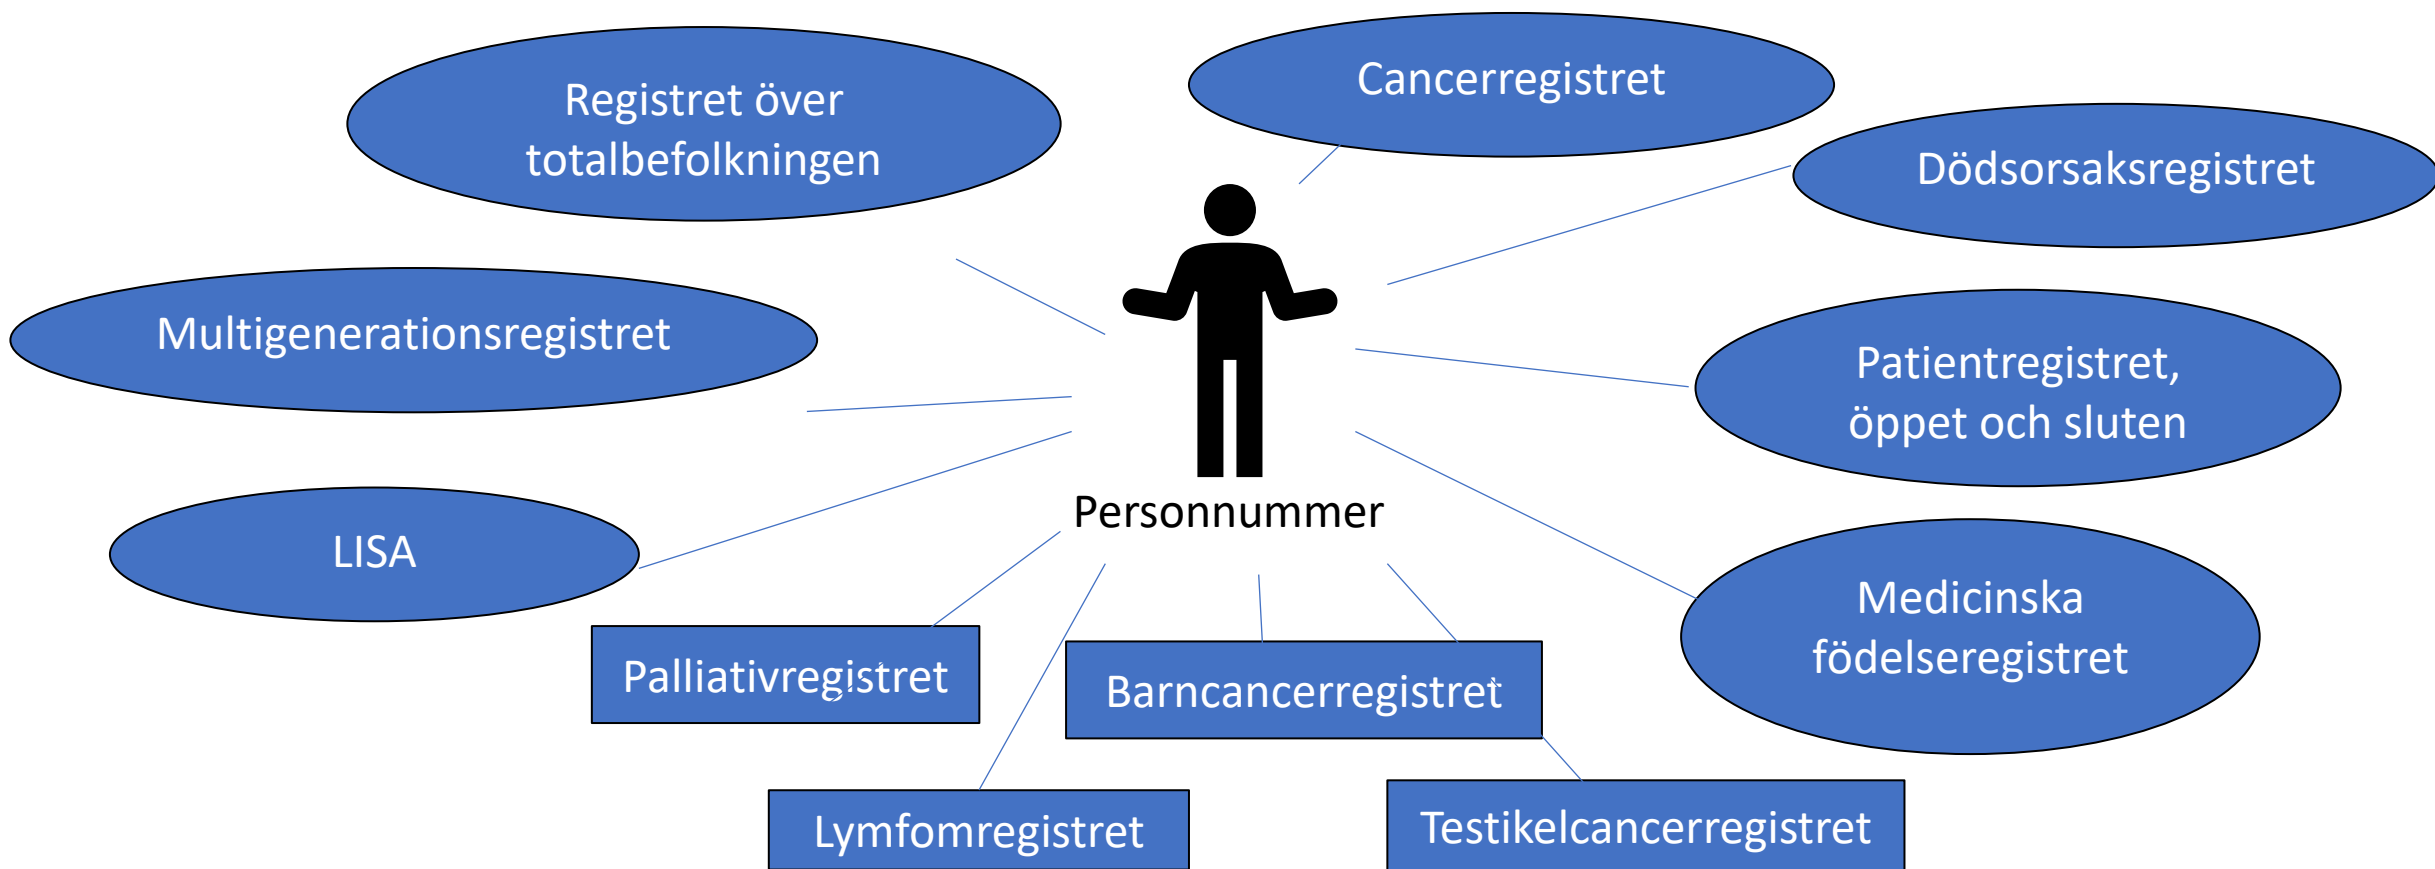 Registret över
totalbefolkningen
Cancerregistret
Dödsorsaksregistret
Multigenerationsregistret
Patientregistret,
öppet och sluten
Personnummer
LISA
Medicinska
födelseregistret
Palliativregistret
Barncancerregistret
Lymfomregistret
Testikelcancerregistret